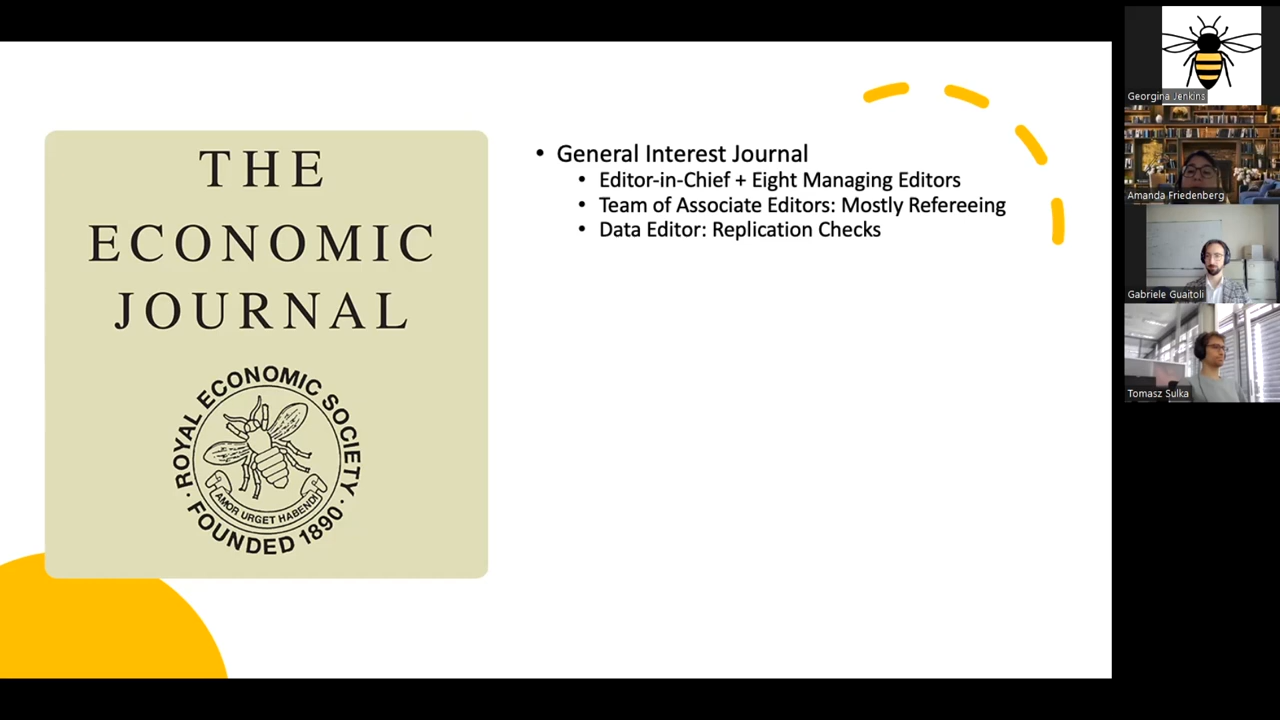 THE
ECONOMIC
JOURNAL
ROYAL ECONOMIC SOCIETY
· FOUNDED 1890 ·
AMOR URGET HABENDI
• General Interest Journal
• Editor-in-Chief + Eight Managing Editors
• Team of Associate Editors: Mostly Refereeing
• Data Editor: Replication Checks
Georgina Jenkins
Amanda Friedenberg
Gabriele Guaitoli
Tomasz Sulka